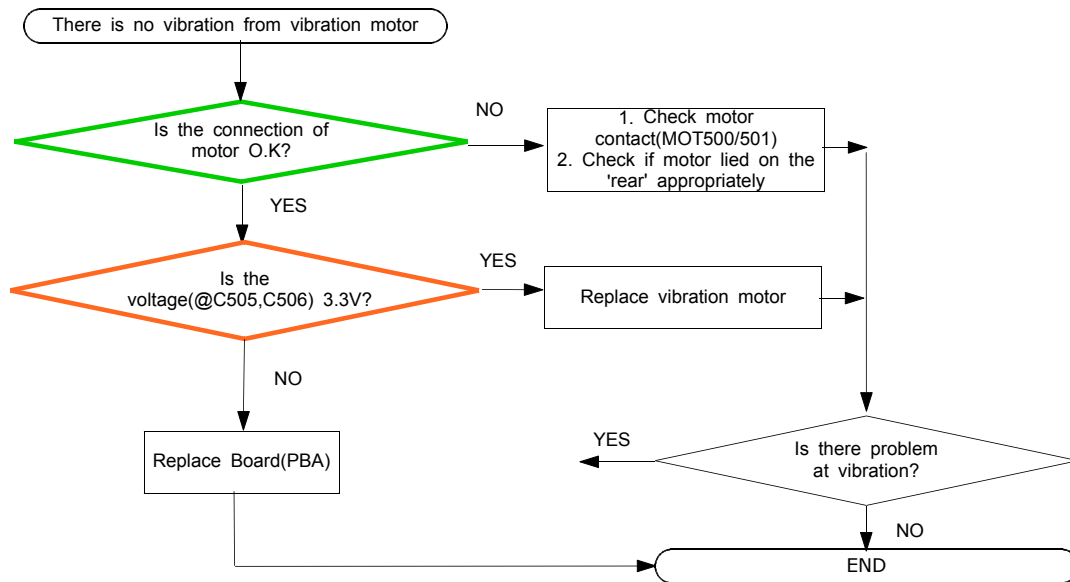 There is no vibration from vibration motor
Is the connection of
motor O.K?
NO
1. Check motor
contact(MOT500/501)
2. Check if motor lied on the
'rear' appropriately
YES
Is the
voltage(@C505,C506) 3.3V?
YES
Replace vibration motor
NO
Replace Board(PBA)
Is there problem
at vibration?
YES
NO
END